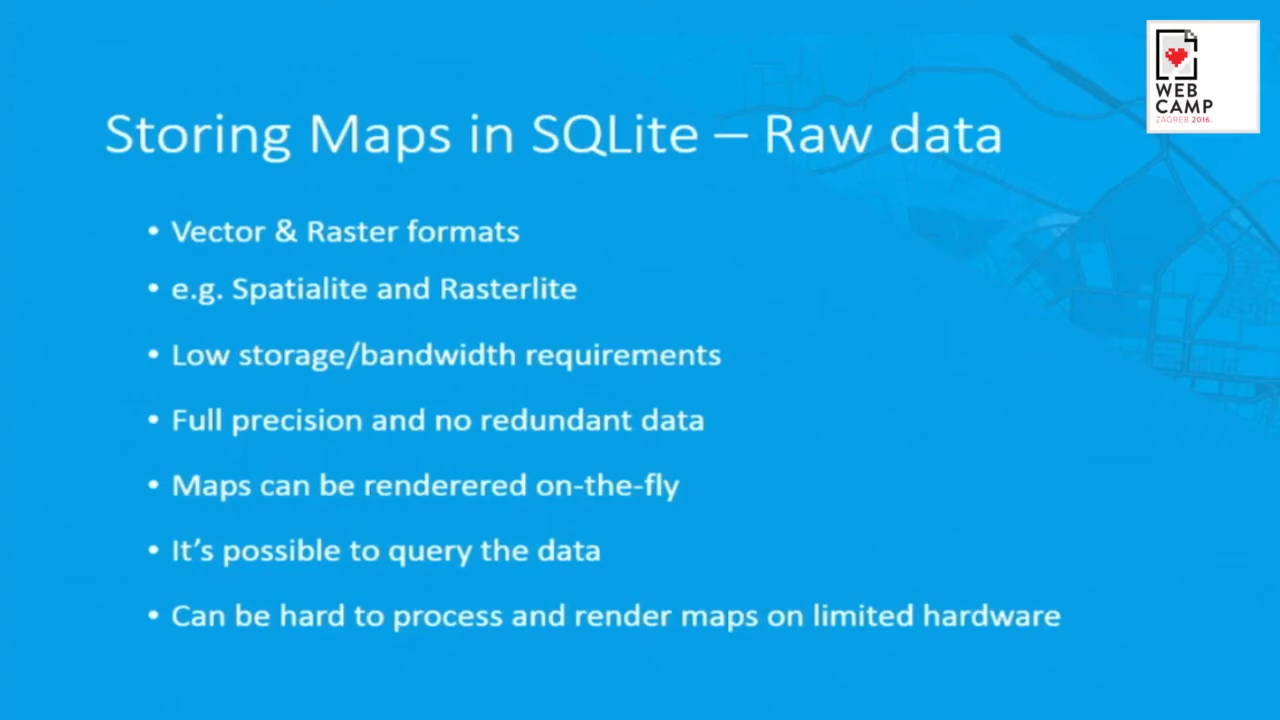 WEB
CAMP
ZAGREB 2016.
Storing Maps in SQLite – Raw data
• Vector & Raster formats
• e.g. Spatialite and Rasterlite
• Low storage/bandwidth requirements
• Full precision and no redundant data
• Maps can be renderered on-the-fly
• It’s possible to query the data
• Can be hard to process and render maps on limited hardware